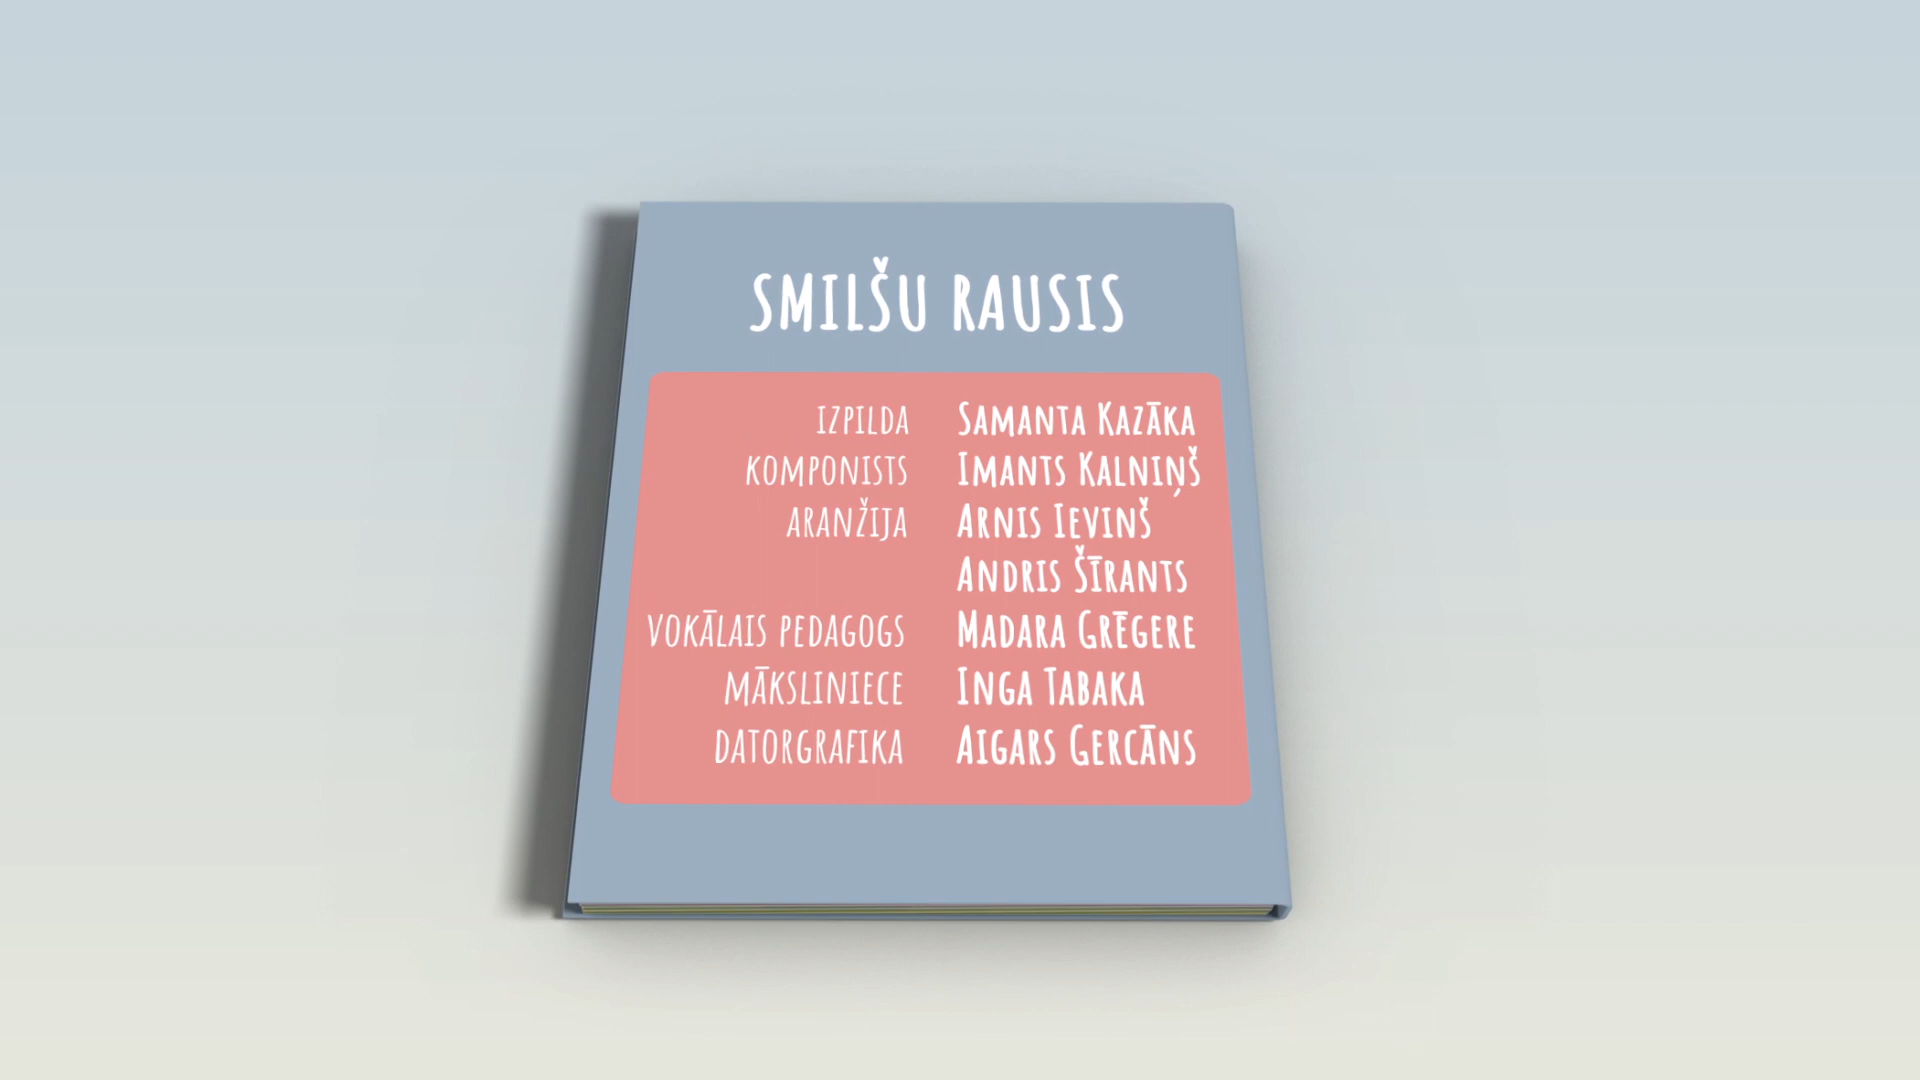 SMILŠU RAUSIS
IZPILDA SAMANTA KAZĀKA
KOMPONISTS IMANTS KALNIŅŠ
ARANŽIJA ARNIS IEVINŠ
ANDRIS ŠĪRANTS
VOKĀLAIS PEDAGOGS MADARA GRĒGERE
MĀKSLINIECE INGA TABAKA
DATORGRAFIKA AIGARS GERCĀNS